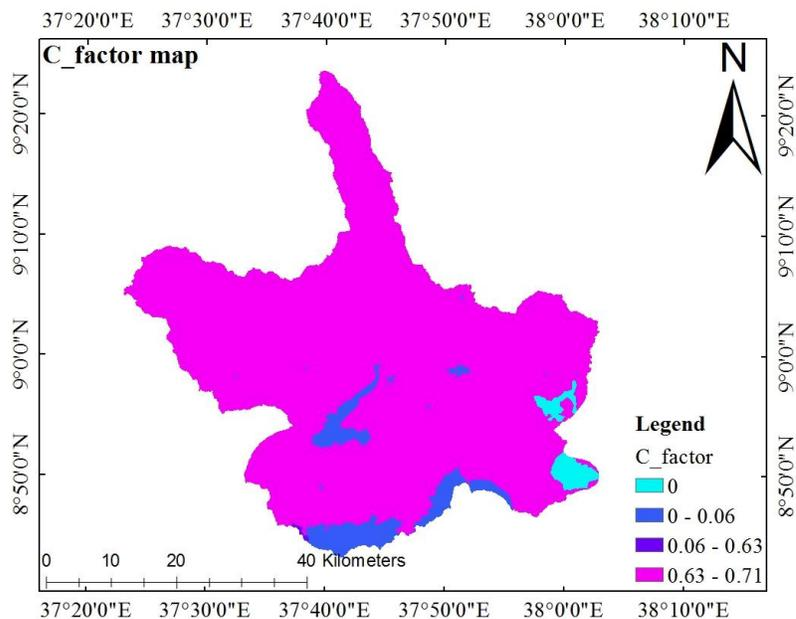 37°20'0"E 37°30'0"E 37°40'0"E 37°50'0"E 38°0'0"E 38°10'0"E
C_factor map
N
9°20'0"N 9°20'0"N
9°10'0"N 9°10'0"N
9°0'0"N 9°0'0"N
8°50'0"N 8°50'0"N
Legend
C_factor
0
0 - 0.06
0.06 - 0.63
0.63 - 0.71
0 10 20 40 Kilometers
37°20'0"E 37°30'0"E 37°40'0"E 37°50'0"E 38°0'0"E 38°10'0"E